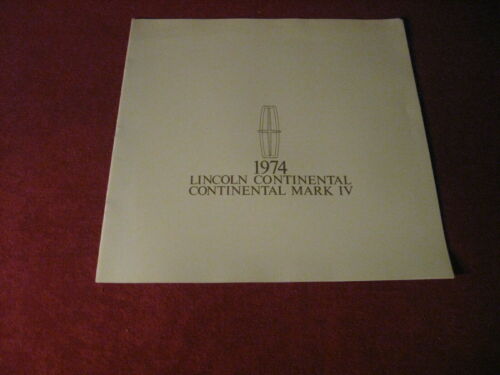 1974
LINCOLN CONTINENTAL
CONTINENTAL MARK IV